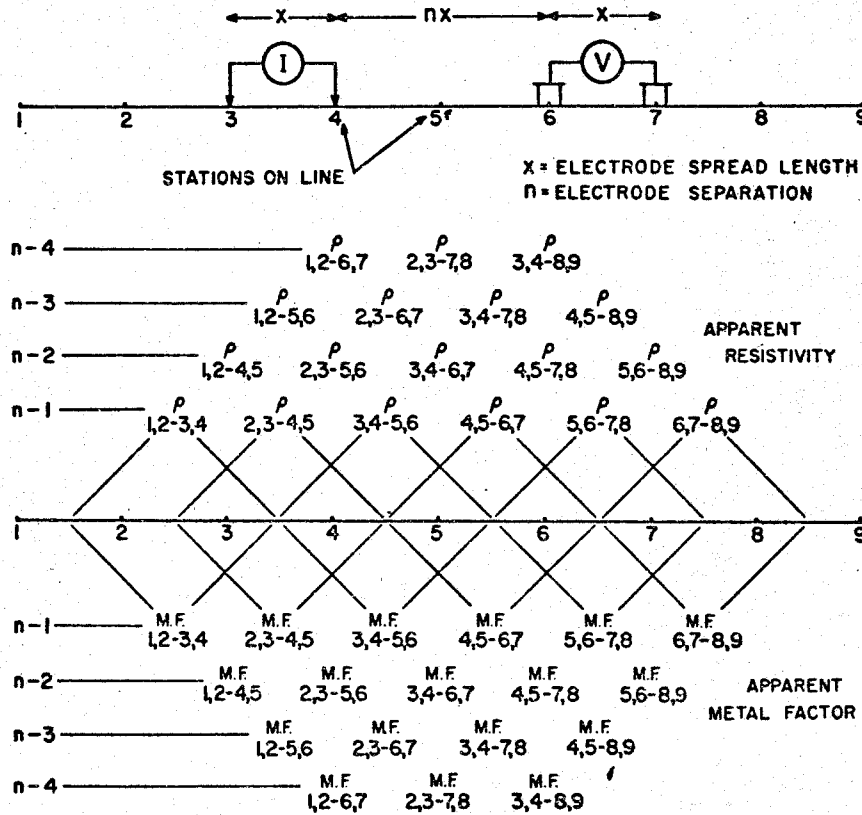 x nx x
I V
1 2 3 4 5 6 7 8 9
STATIONS ON LINE
X = ELECTRODE SPREAD LENGTH
n = ELECTRODE SEPARATION
n-4 ρ ρ ρ
1,2-6,7 2,3-7,8 3,4-8,9
n-3 ρ ρ ρ ρ
1,2-5,6 2,3-6,7 3,4-7,8 4,5-8,9
APPARENT
RESISTIVITY
n-2 ρ ρ ρ ρ ρ
1,2-4,5 2,3-5,6 3,4-6,7 4,5-7,8 5,6-8,9
n-1 ρ ρ ρ ρ ρ ρ
1,2-3,4 2,3-4,5 3,4-5,6 4,5-6,7 5,6-7,8 6,7-8,9
1 2 3 4 5 6 7 8 9
n-1 M.F. M.F. M.F. M.F. M.F. M.F.
1,2-3,4 2,3-4,5 3,4-5,6 4,5-6,7 5,6-7,8 6,7-8,9
n-2 M.F. M.F. M.F. M.F. M.F.
1,2-4,5 2,3-5,6 3,4-6,7 4,5-7,8 5,6-8,9
APPARENT
METAL FACTOR
n-3 M.F. M.F. M.F. M.F.
1,2-5,6 2,3-6,7 3,4-7,8 4,5-8,9
n-4 M.F. M.F. M.F.
1,2-6,7 2,3-7,8 3,4-8,9